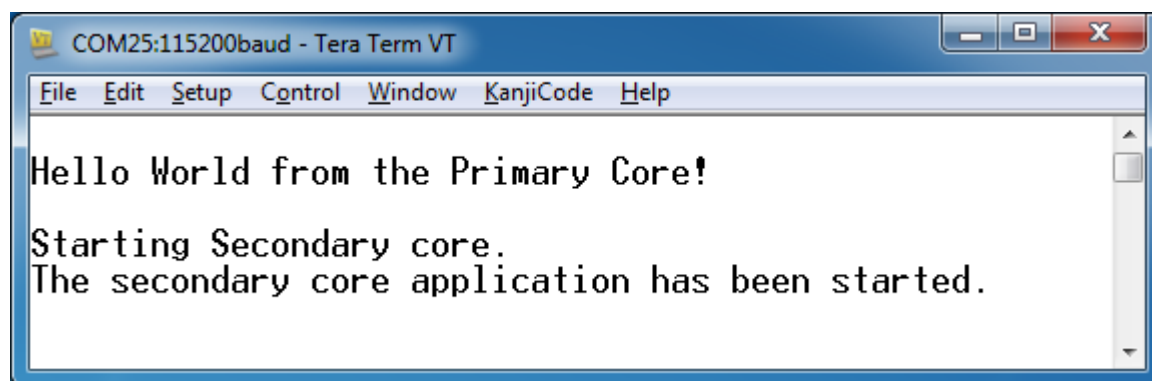 COM25:115200baud - Tera Term VT
File Edit Setup Control Window KanjiCode Help
Hello World from the Primary Core!
Starting Secondary core.
The secondary core application has been started.